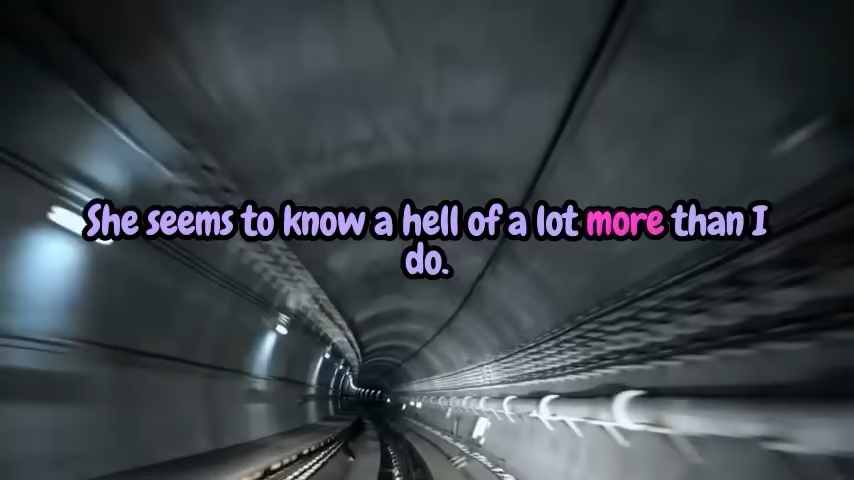 She seems to know a hell of a lot more than I
do.